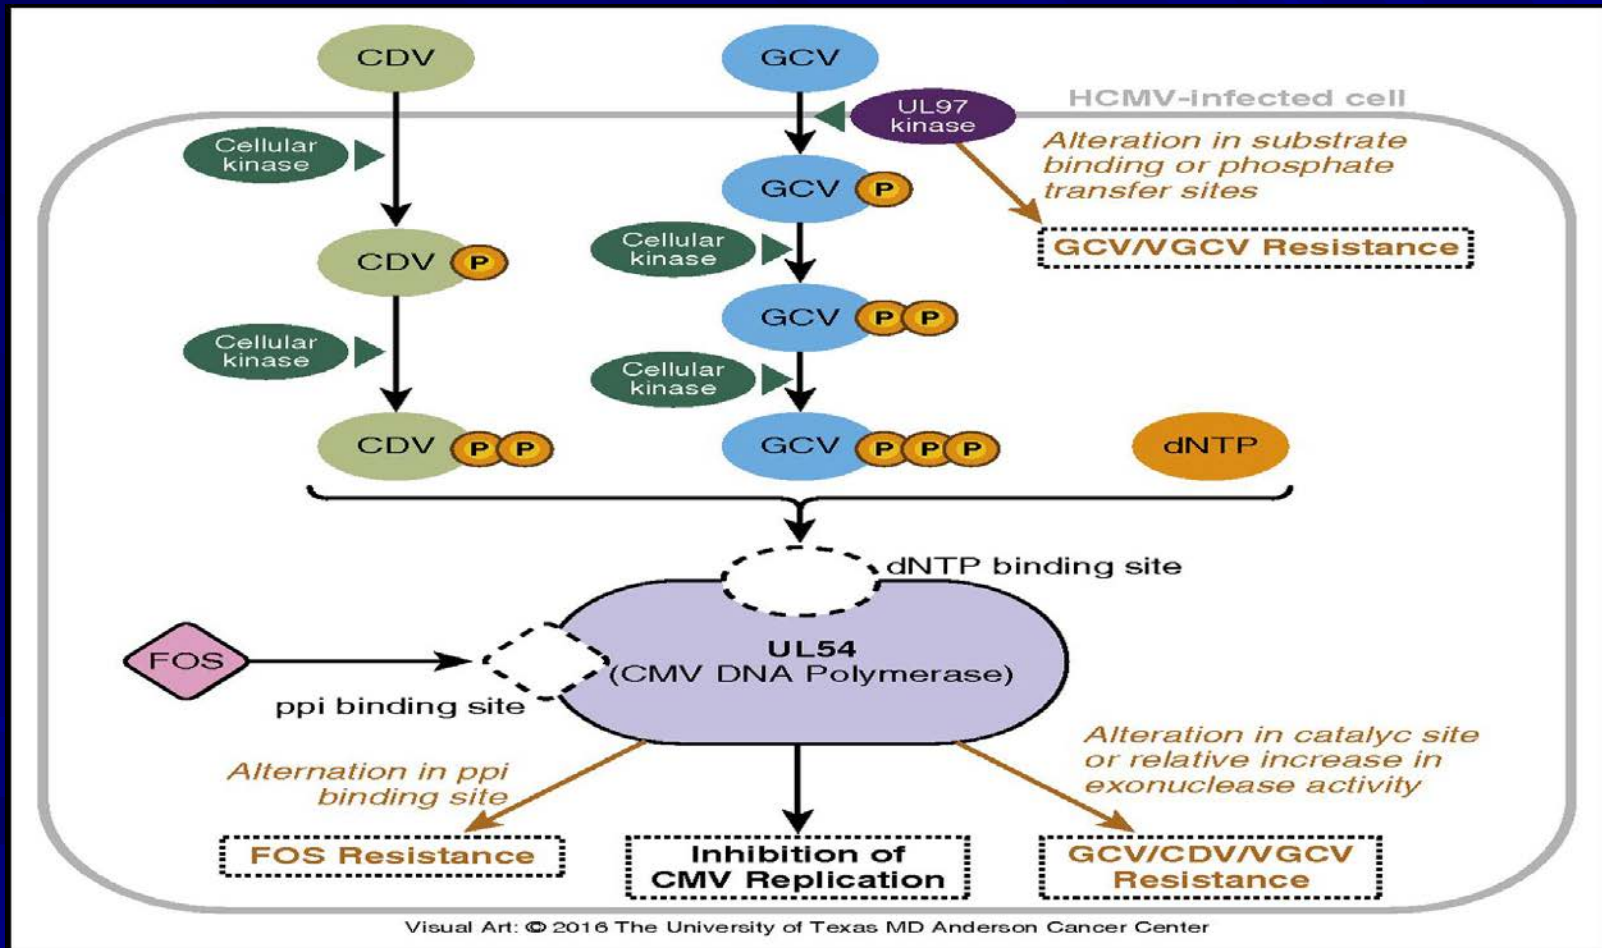 CDV
GCV
HCMV-infected cell
UL97
kinase
Cellular
kinase
Alteration in substrate
binding or phosphate
transfer sites
GCV P
GCV/VGCV Resistance
Cellular
kinase
CDV P
GCV P P
Cellular
kinase
Cellular
kinase
CDV P P
GCV P P P
dNTP
dNTP binding site
FOS
UL54
(CMV DNA Polymerase)
ppi binding site
Alternation in ppi
binding site
Alteration in catalyc site
or relative increase in
exonuclease activity
FOS Resistance
Inhibition of
CMV Replication
GCV/CDV/VGCV
Resistance
Visual Art: © 2016 The University of Texas MD Anderson Cancer Center